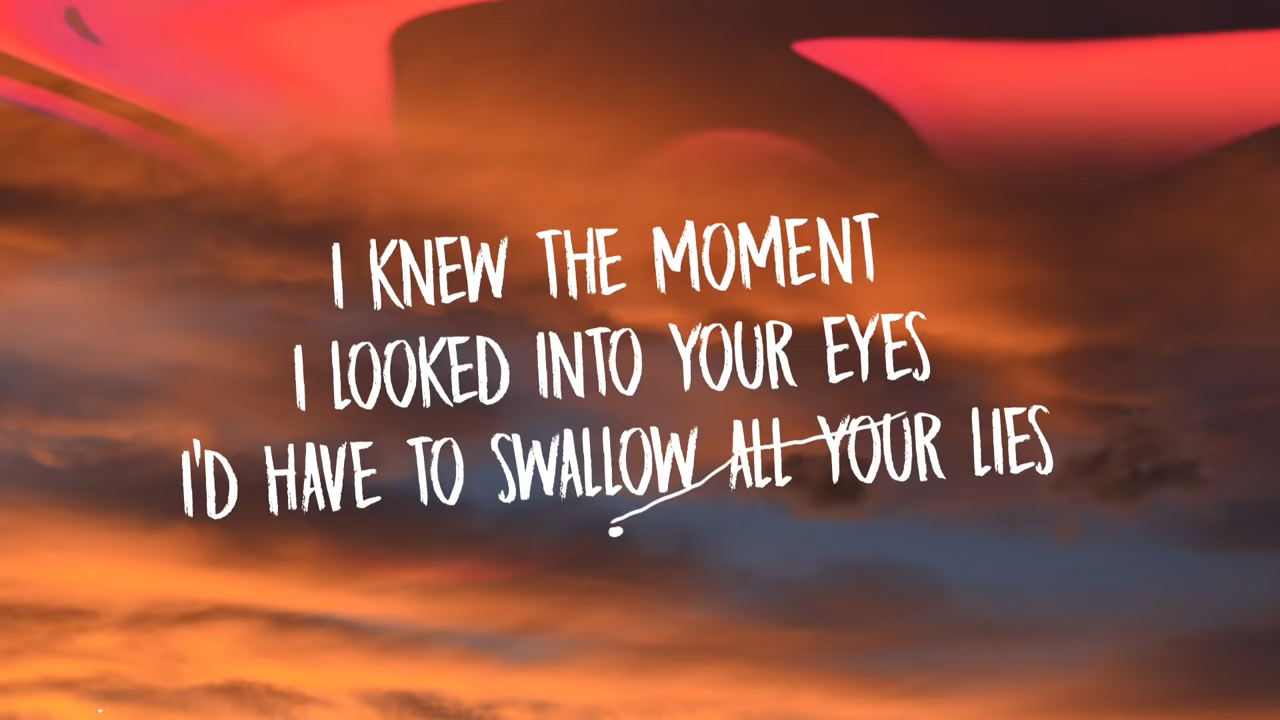 I KNEW THE MOMENT
I LOOKED INTO YOUR EYES
I'D HAVE TO SWALLOW ALL YOUR LIES